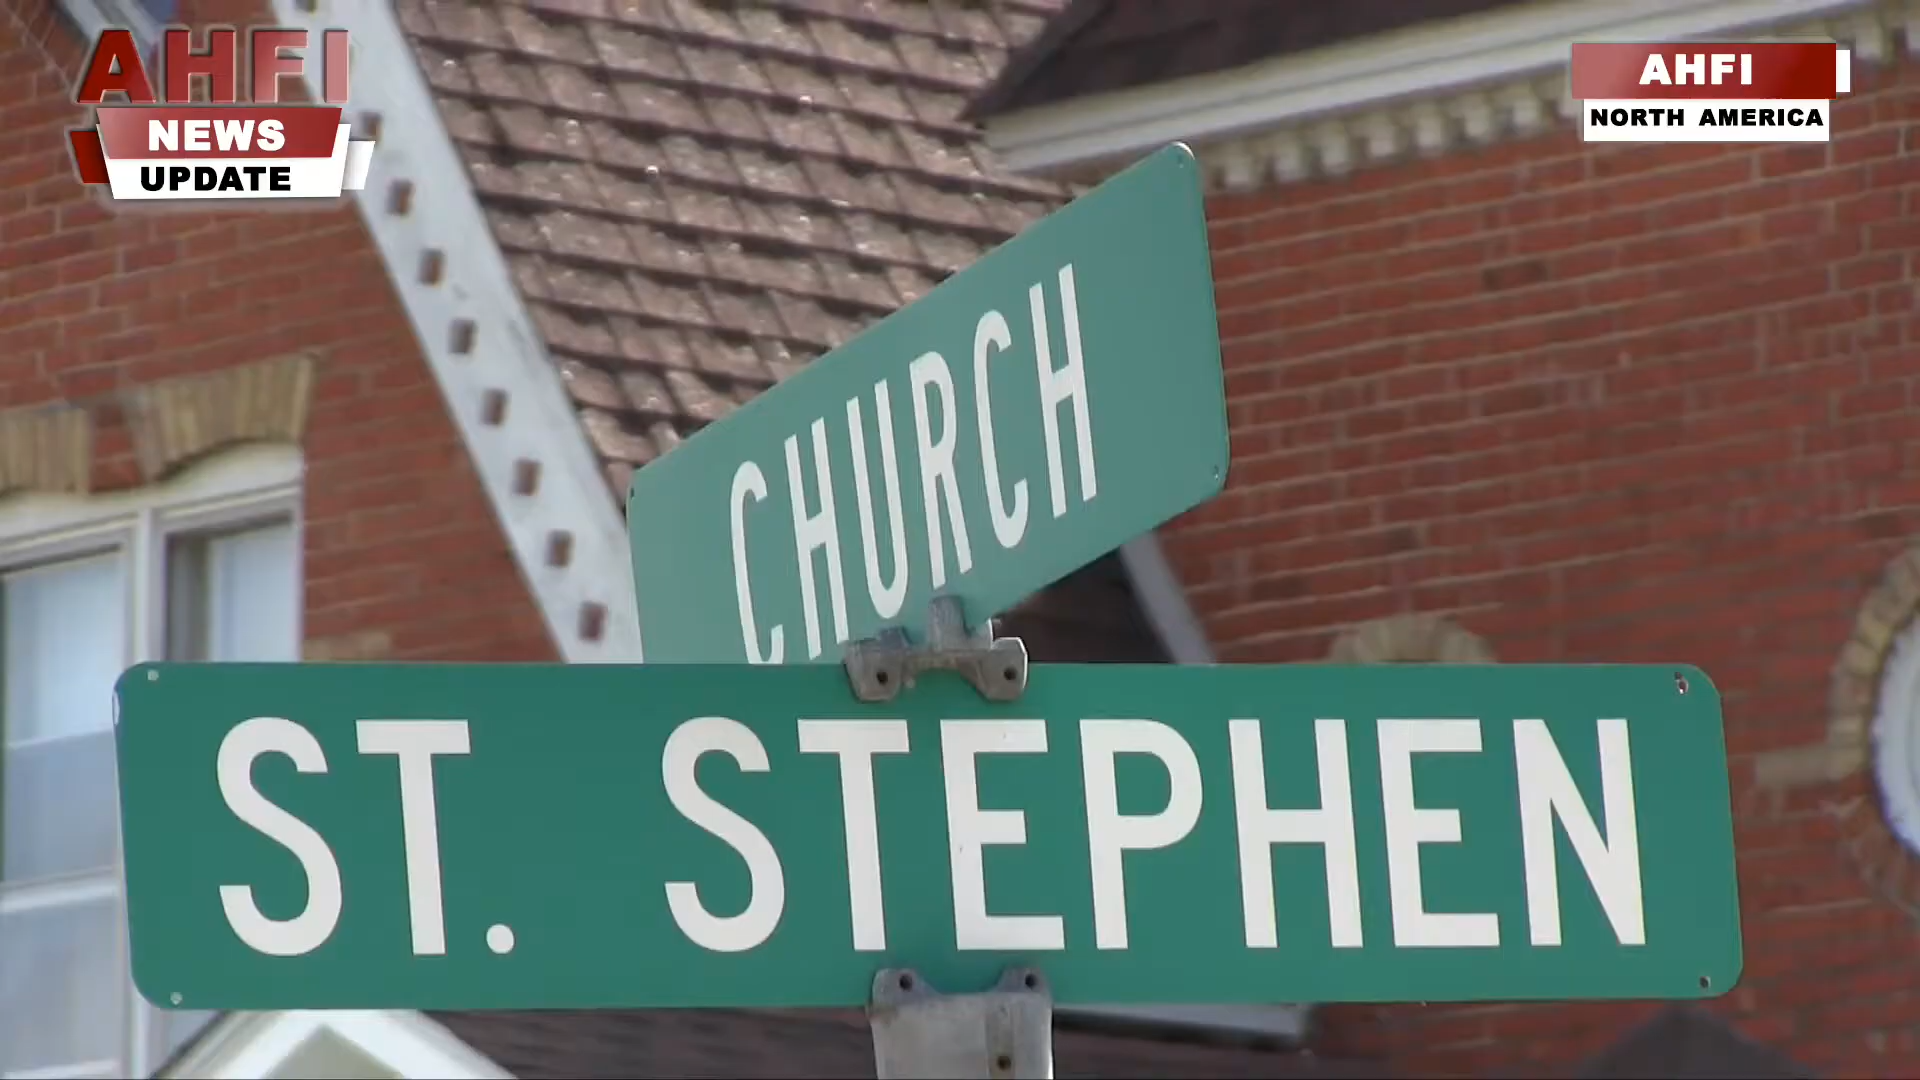 AHFI
NEWS
UPDATE
AHFI
NORTH AMERICA
CHURCH
ST. STEPHEN